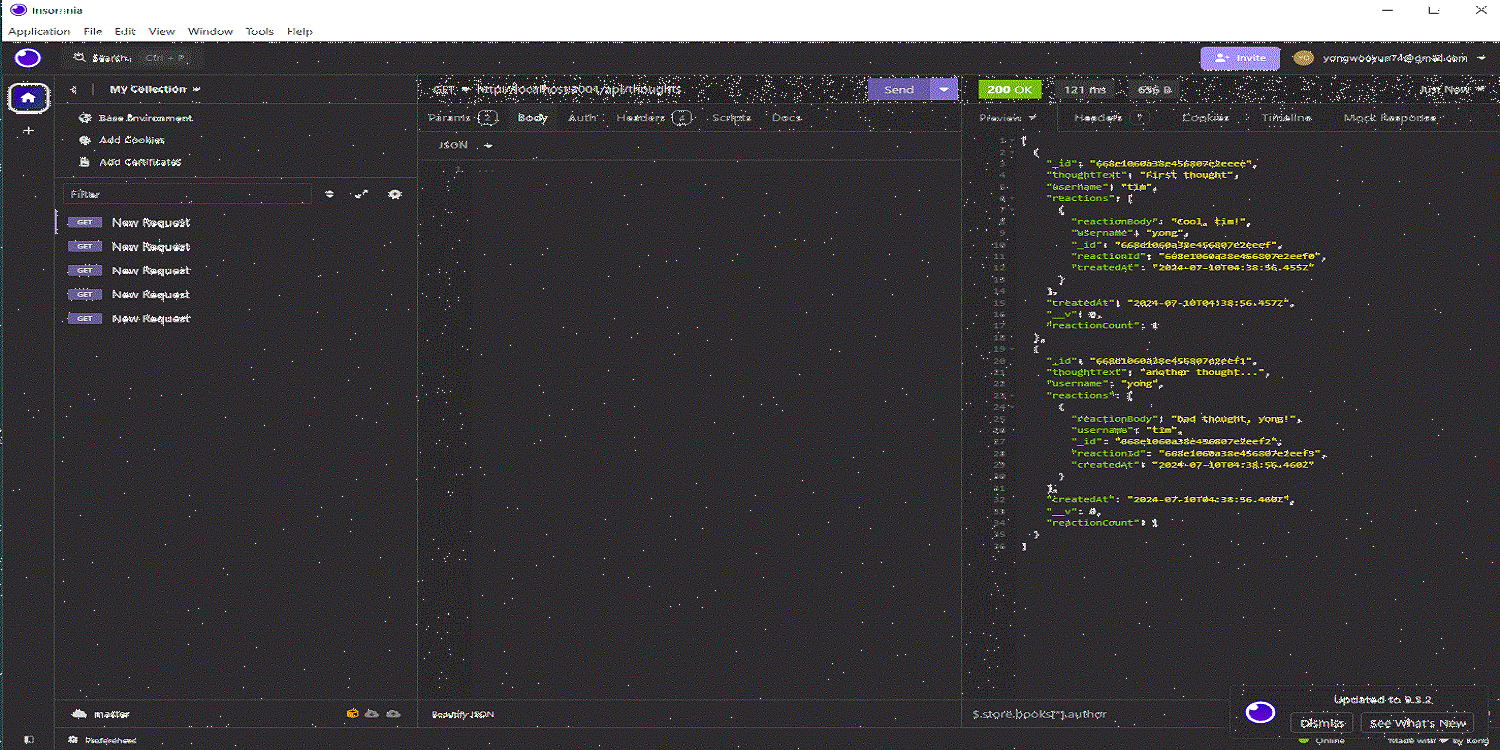 Insomnia
Application File Edit View Window Tools Help
Search.. Ctrl + P
Invite
My Collection
GET http://localhost:3001/api/thoughts
Send
200 OK
121 ms
636 B
Just Now
Base Environment
Add Cookies
Add Certificates
Params 2 Body Auth Headers 4 Scripts Docs
Preview Headers 7 Cookies Timeline Mock Response
JSON
Filter
GET New Request
GET New Request
GET New Request
GET New Request
GET New Request
1
1 [
2 {
3 "_id": "668e1060a38e456807e2eeee",
4 "thoughtText": "First thought",
5 "username": "tim",
6 "reactions": [
7 {
8 "reactionBody": "Cool, tim!",
9 "username": "yong",
10 "_id": "668e1060a38e456807e2eeef",
11 "reactionId": "668e1060a38e456807e2eef0",
12 "createdAt": "2024-07-10T04:38:56.455Z"
13 }
14 ],
15 "createdAt": "2024-07-10T04:38:56.457Z",
16 "__v": 0,
17 "reactionCount": 1
18 },
19 {
20 "_id": "668e1060a38e456807e2eef1",
21 "thoughtText": "another thought...",
22 "username": "yong",
23 "reactions": [
24 {
25 "reactionBody": "bad thought, yong!",
26 "username": "tim",
27 "_id": "668e1060a38e456807e2eef2",
28 "reactionId": "668e1060a38e456807e2eef3",
29 "createdAt": "2024-07-10T04:38:56.460Z"
30 }
31 ],
32 "createdAt": "2024-07-10T04:38:56.460Z",
33 "__v": 0,
34 "reactionCount": 1
35 }
36 ]
master
Beautify JSON
$.store.books[*].author
Updated to 9.3.2
Dismiss See What's New
Preferences
Online
Made with ❤ by Kong